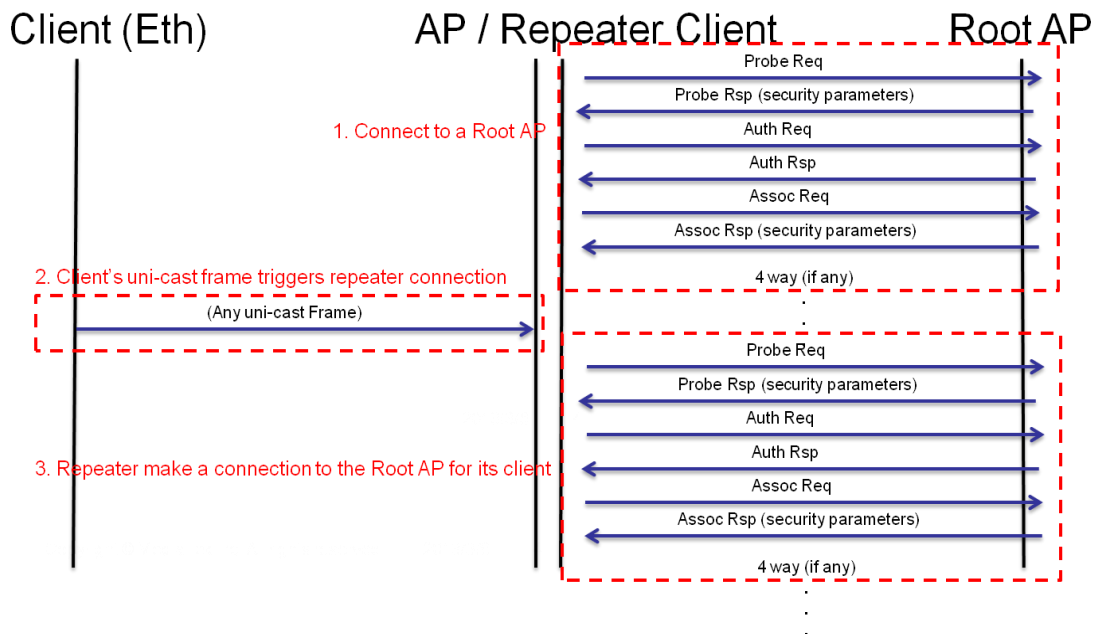 Client (Eth)
AP / Repeater Client
Root AP
Probe Req
Probe Rsp (security parameters)
1. Connect to a Root AP
Auth Req
Auth Rsp
Assoc Req
Assoc Rsp (security parameters)
4 way (if any)
2. Client's uni-cast frame triggers repeater connection
(Any uni-cast Frame)
Probe Req
Probe Rsp (security parameters)
Auth Req
Auth Rsp
3. Repeater make a connection to the Root AP for its client
Assoc Req
Assoc Rsp (security parameters)
4 way (if any)